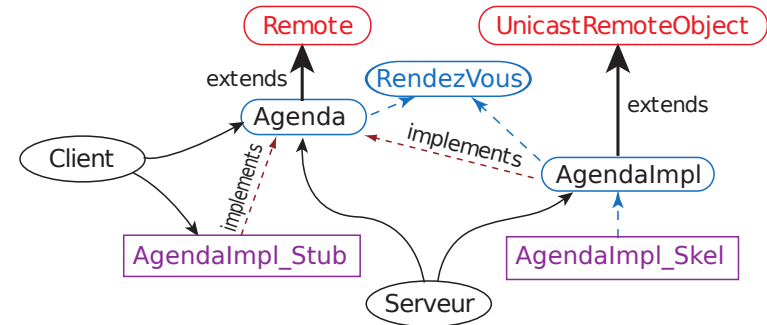 Remote
UnicastRemoteObject
extends
RendezVous
extends
Agenda
implements
Client
implements
AgendaImpl
AgendaImpl_Stub
AgendaImpl_Skel
Serveur